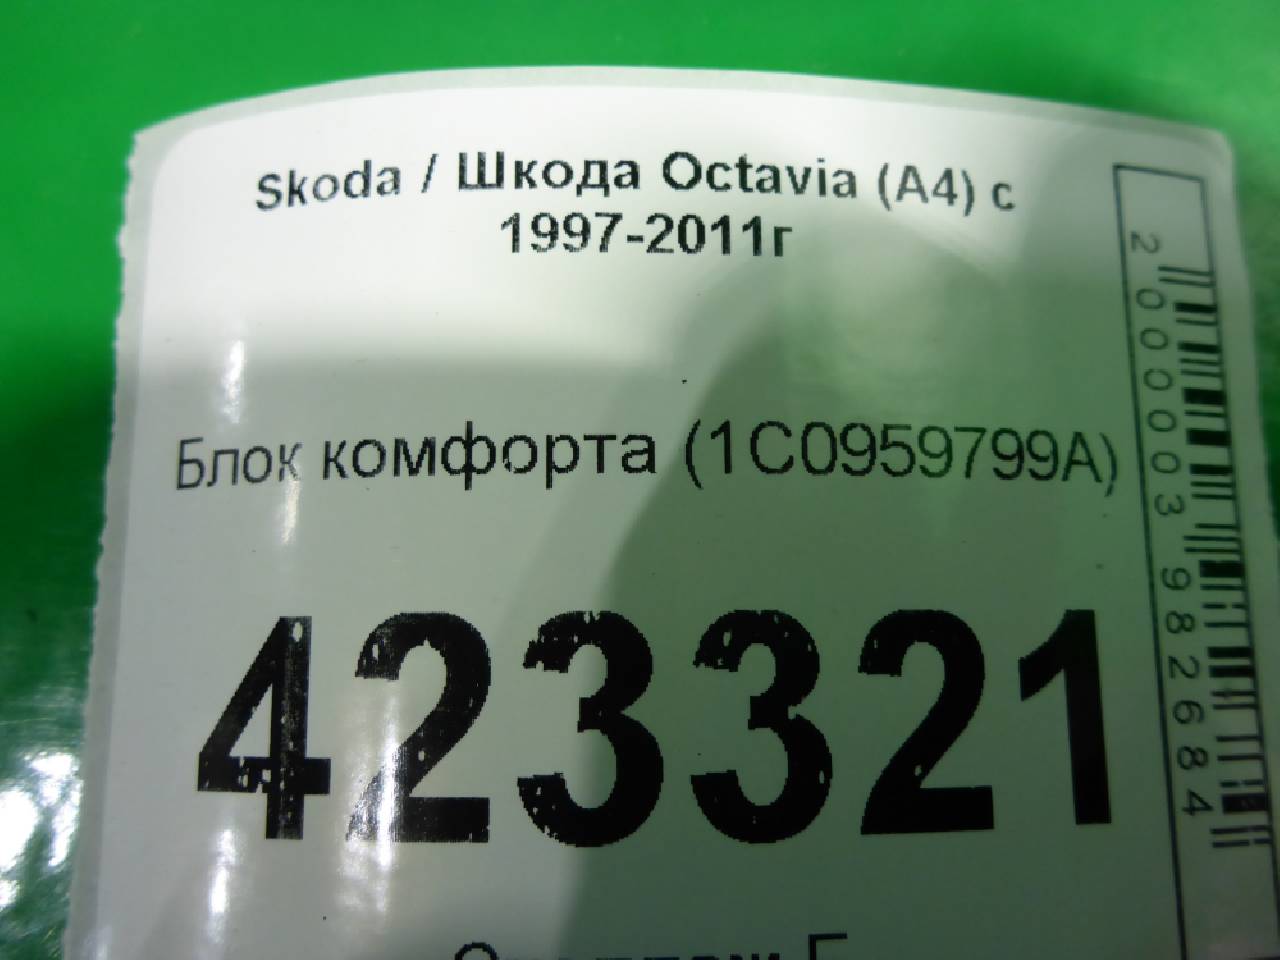 Skoda / Шкода Octavia (A4) с
1997-2011г
Блок комфорта (1C0959799A)
423321
2000003982684